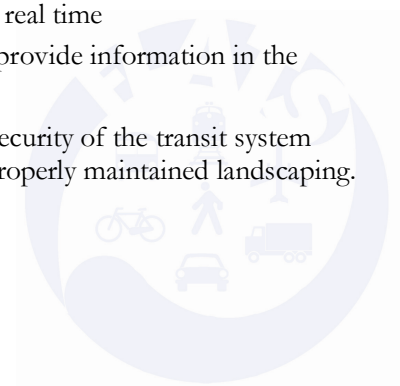 real time
provide information in the
ecurity of the transit system
roperly maintained landscaping.